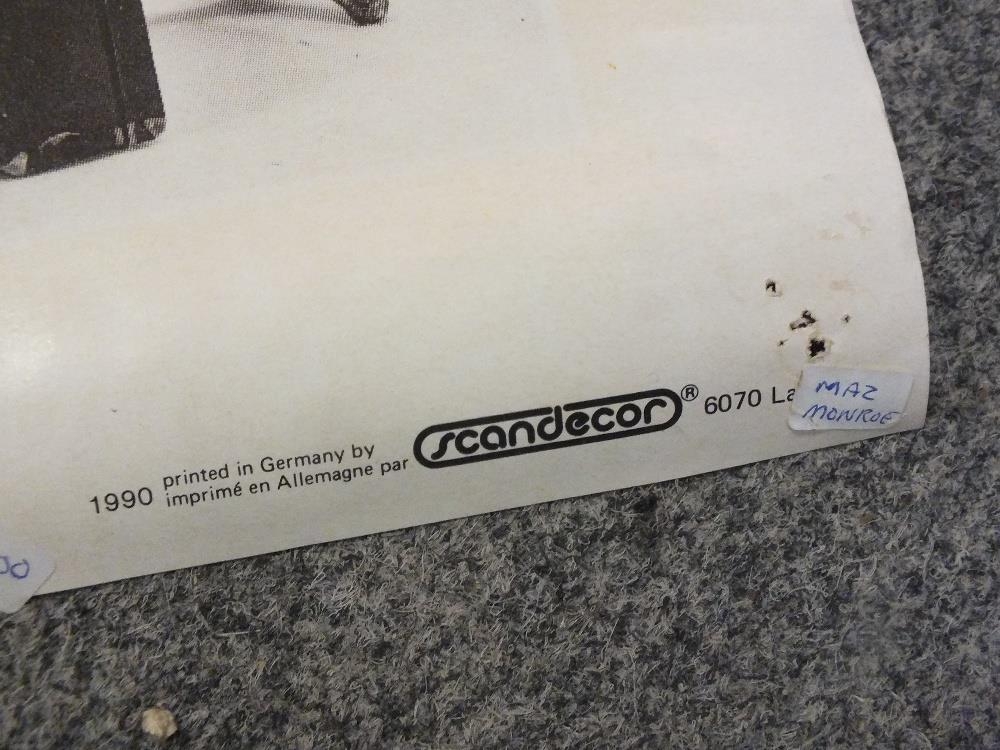 1990 printed in Germany by
imprimé en Allemagne par
scandecor® 6070 La
MAZ
MONROE